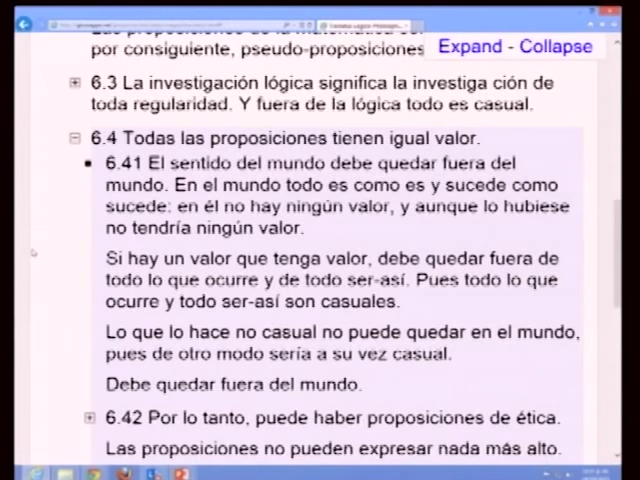 por consiguiente, pseudo-proposiciones
Expand - Collapse
6.3 La investigación lógica significa la investiga ción de
toda regularidad. Y fuera de la lógica todo es casual.
6.4 Todas las proposiciones tienen igual valor.
6.41 El sentido del mundo debe quedar fuera del
mundo. En el mundo todo es como es y sucede como
sucede: en él no hay ningún valor, y aunque lo hubiese
no tendría ningún valor.
Si hay un valor que tenga valor, debe quedar fuera de
todo lo que ocurre y de todo ser-así. Pues todo lo que
ocurre y todo ser-así son casuales.
Lo que lo hace no casual no puede quedar en el mundo,
pues de otro modo sería a su vez casual.
Debe quedar fuera del mundo.
6.42 Por lo tanto, puede haber proposiciones de ética.
Las proposiciones no pueden expresar nada más alto.